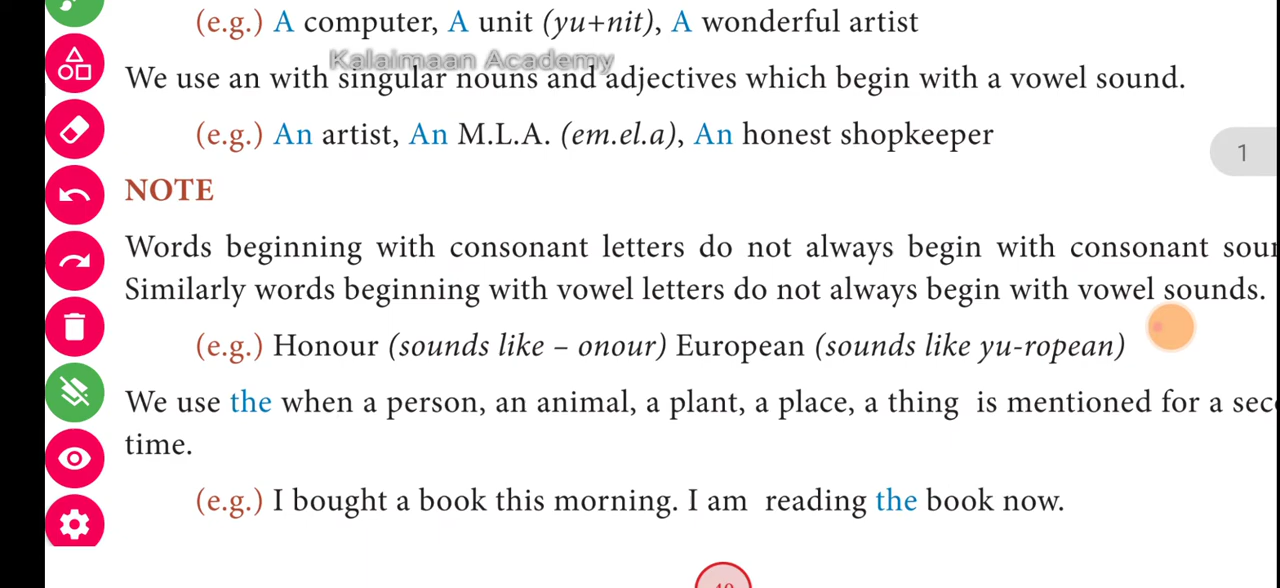 (e.g.) A computer, A unit (yu+nit), A wonderful artist
Kalaimaan Academy
We use an with singular nouns and adjectives which begin with a vowel sound.
(e.g.) An artist, An M.L.A. (em.el.a), An honest shopkeeper
1
NOTE
Words beginning with consonant letters do not always begin with consonant
Similarly words beginning with vowel letters do not always begin with vowel sounds.
(e.g.) Honour (sounds like – onour) European (sounds like yu-ropean)
We use the when a person, an animal, a plant, a place, a thing is mentioned for a
time.
(e.g.) I bought a book this morning. I am reading the book now.